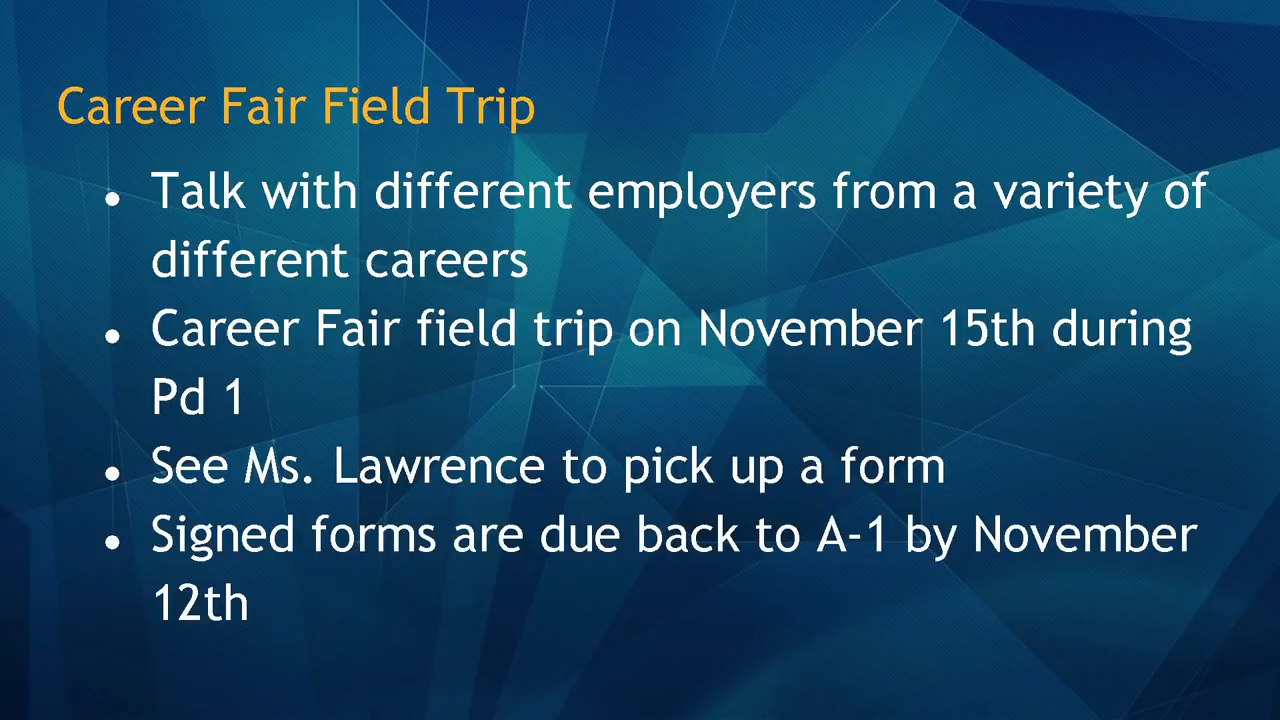 Career Fair Field Trip
● Talk with different employers from a variety of
different careers
● Career Fair field trip on November 15th during
Pd 1
● See Ms. Lawrence to pick up a form
● Signed forms are due back to A-1 by November
12th